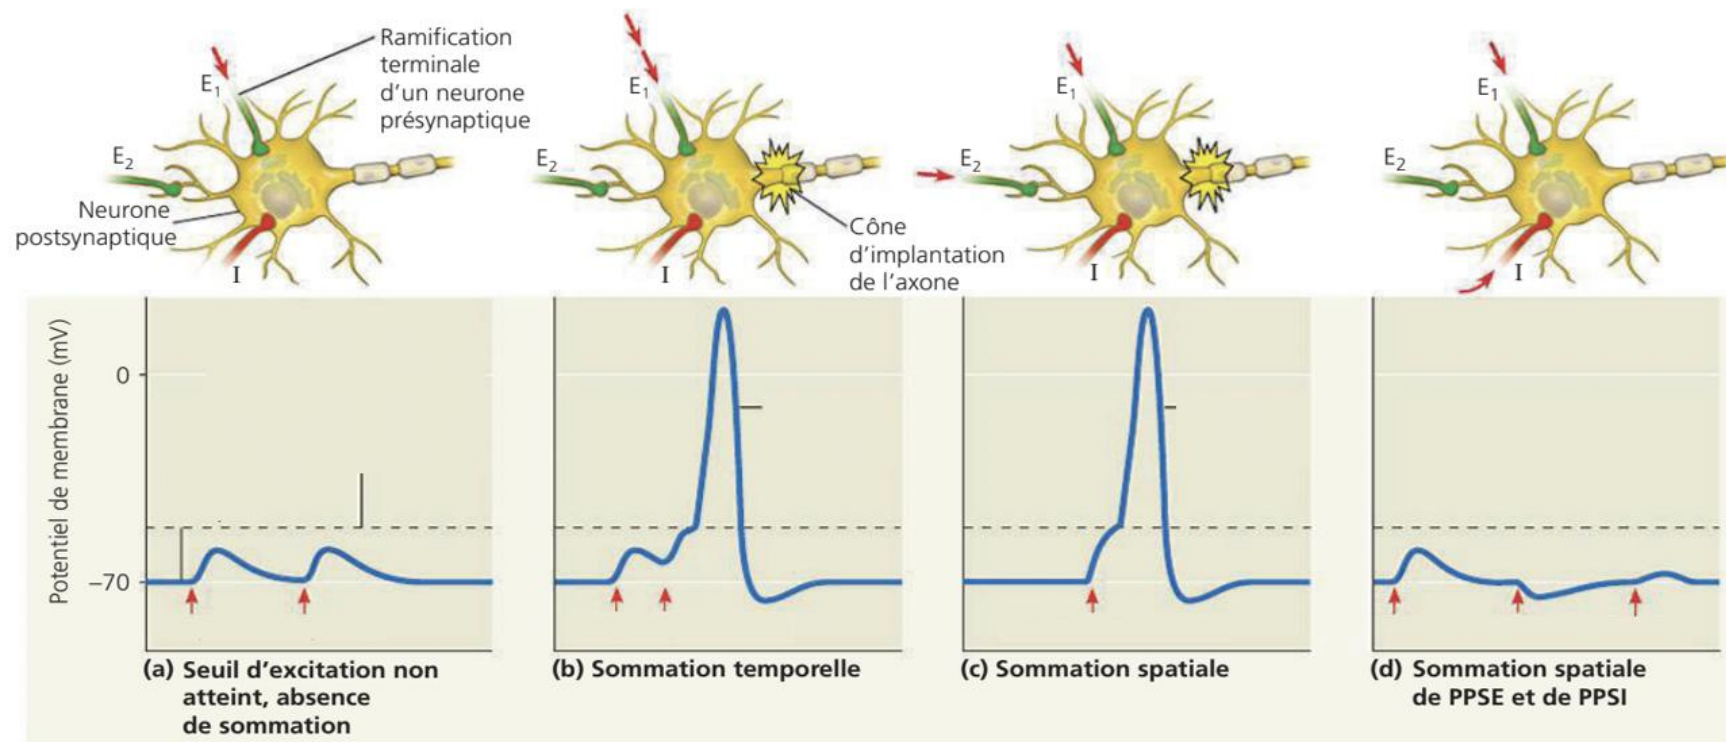 Ramification
terminale
d'un neurone
présynaptique
E1
E2
Neurone
postsynaptique
I
E1
E2
I
Cône
d'implantation
de l'axone
E1
E2
I
E1
E2
I
Potentiel de membrane (mV)
0
–70
(a) Seuil d'excitation non
atteint, absence
de sommation
(b) Sommation temporelle
(c) Sommation spatiale
(d) Sommation spatiale
de PPSE et de PPSI